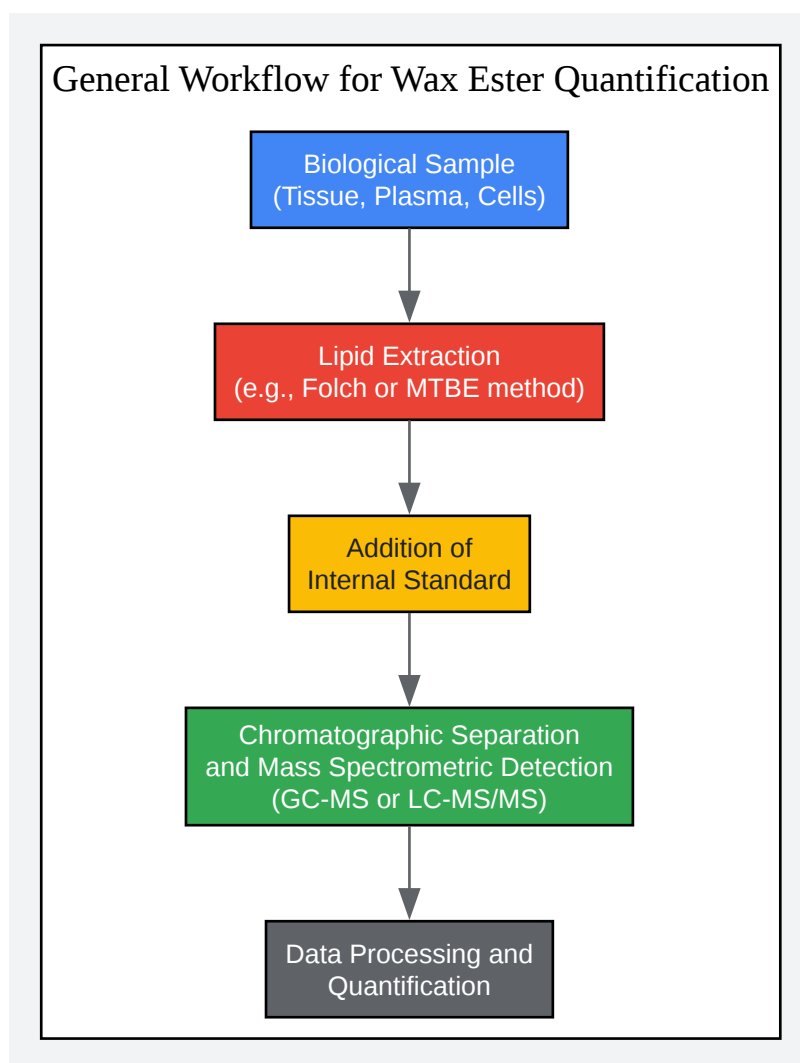 General Workflow for Wax Ester Quantification
Biological Sample
(Tissue, Plasma, Cells)
Lipid Extraction
(e.g., Folch or MTBE method)
Addition of
Internal Standard
Chromatographic Separation
and Mass Spectrometric Detection
(GC-MS or LC-MS/MS)
Data Processing and
Quantification